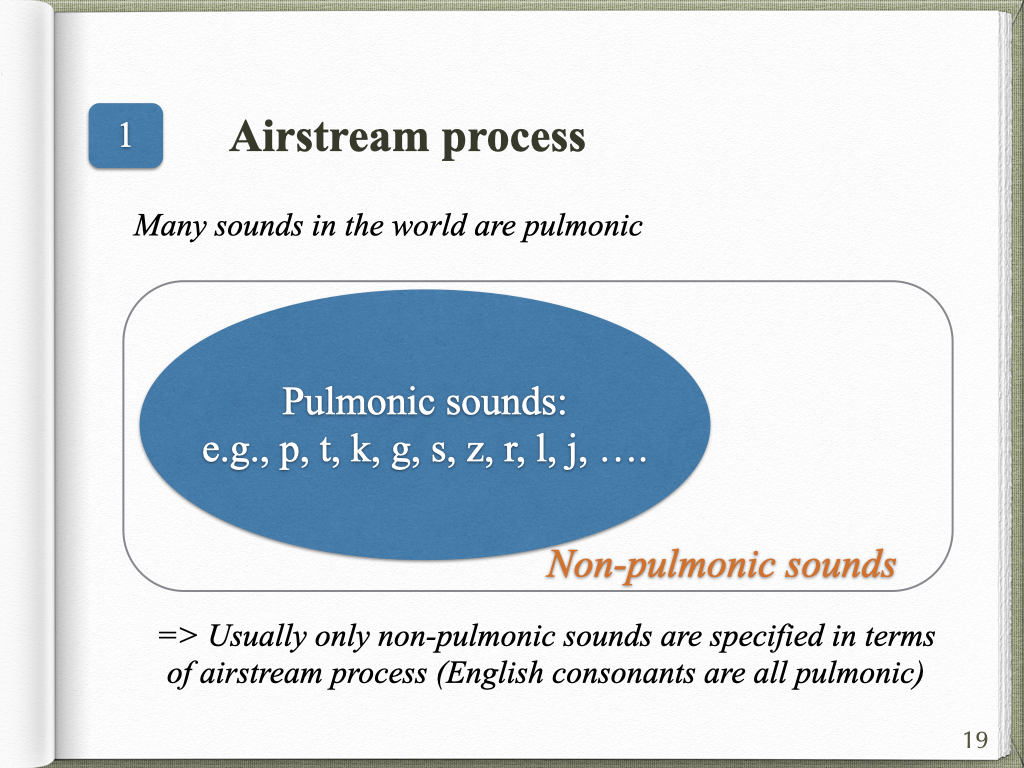 1
Airstream process
Many sounds in the world are pulmonic
Pulmonic sounds:
e.g., p, t, k, g, s, z, r, l, j, ….
Non-pulmonic sounds
=> Usually only non-pulmonic sounds are specified in terms
of airstream process (English consonants are all pulmonic)
19